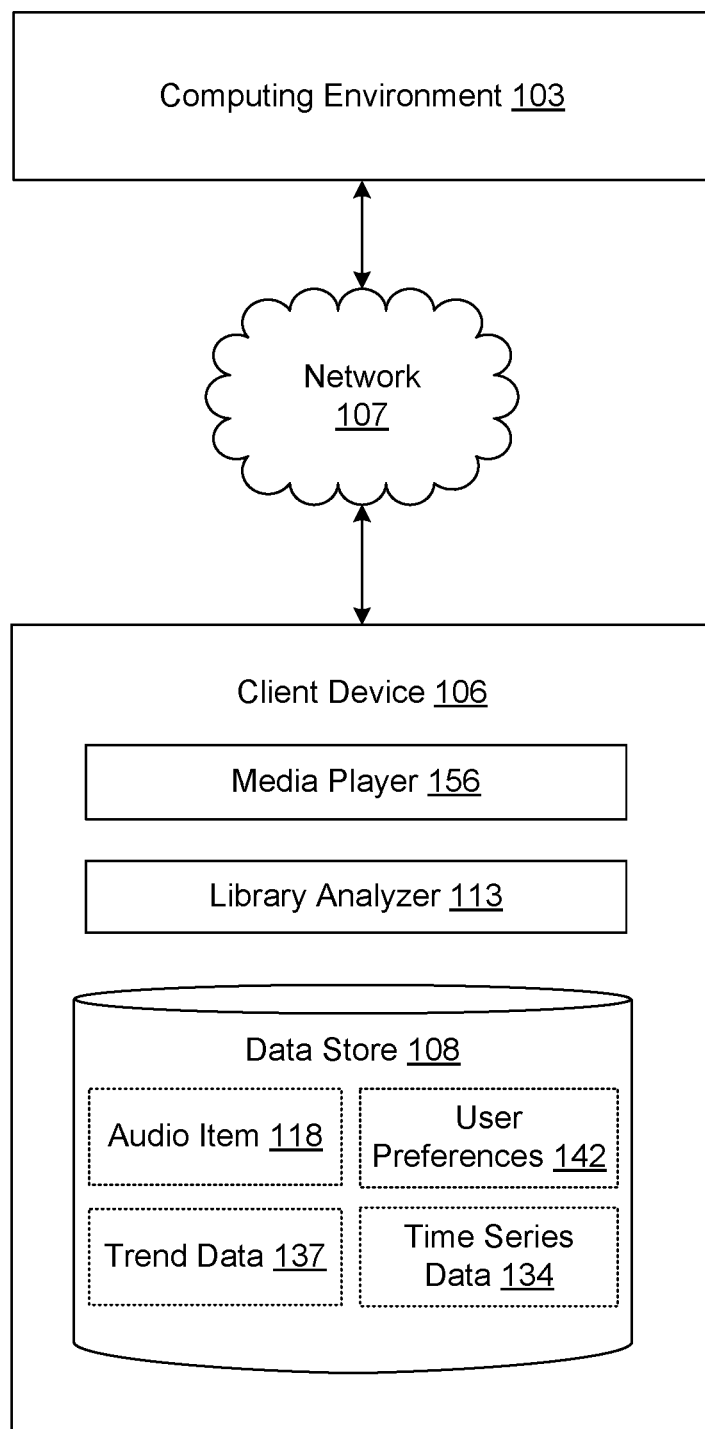 Computing Environment 103
Network
107
Client Device 106
Media Player 156
Library Analyzer 113
Data Store 108
Audio Item 118
User
Preferences 142
Trend Data 137
Time Series
Data 134